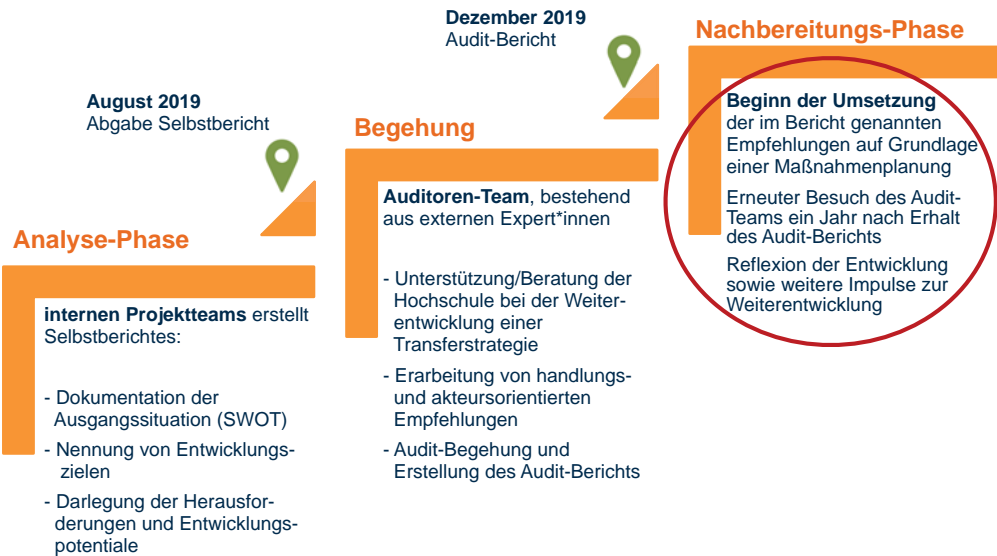 Analyse-Phase
internen Projektteams erstellt
Selbstberichtes:
- Dokumentation der
Ausgangssituation (SWOT)
- Nennung von Entwicklungs-
zielen
- Darlegung der Herausfor-
derungen und Entwicklungs-
potentiale
August 2019
Abgabe Selbstbericht
Begehung
Auditoren-Team, bestehend
aus externen Expert*innen
- Unterstützung/Beratung der
Hochschule bei der Weiter-
entwicklung einer
Transferstrategie
- Erarbeitung von handlungs-
und akteursorientierten
Empfehlungen
- Audit-Begehung und
Erstellung des Audit-Berichts
Dezember 2019
Audit-Bericht
Nachbereitungs-Phase
Beginn der Umsetzung
der im Bericht genannten
Empfehlungen auf Grundlage
einer Maßnahmenplanung
Erneuter Besuch des Audit-
Teams ein Jahr nach Erhalt
des Audit-Berichts
Reflexion der Entwicklung
sowie weitere Impulse zur
Weiterentwicklung